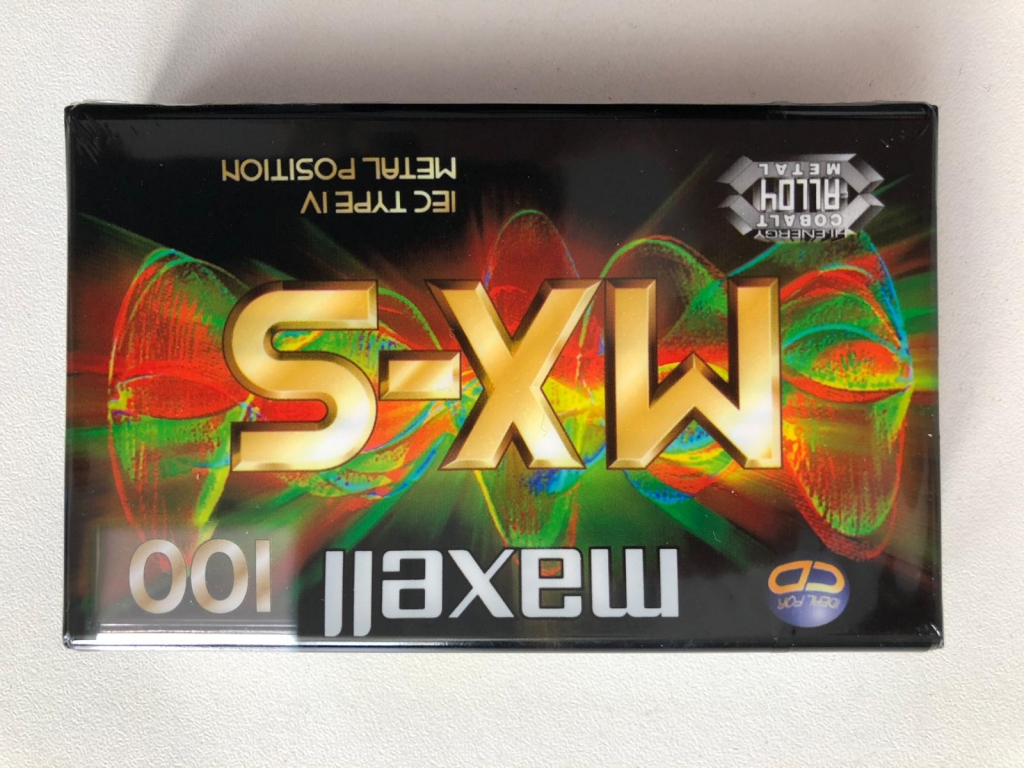 IDEAL FOR
CD
maxell
100
MX-S
HI-ENERGY
COBALT
ALLOY
METAL
IEC TYPE IV
METAL POSITION